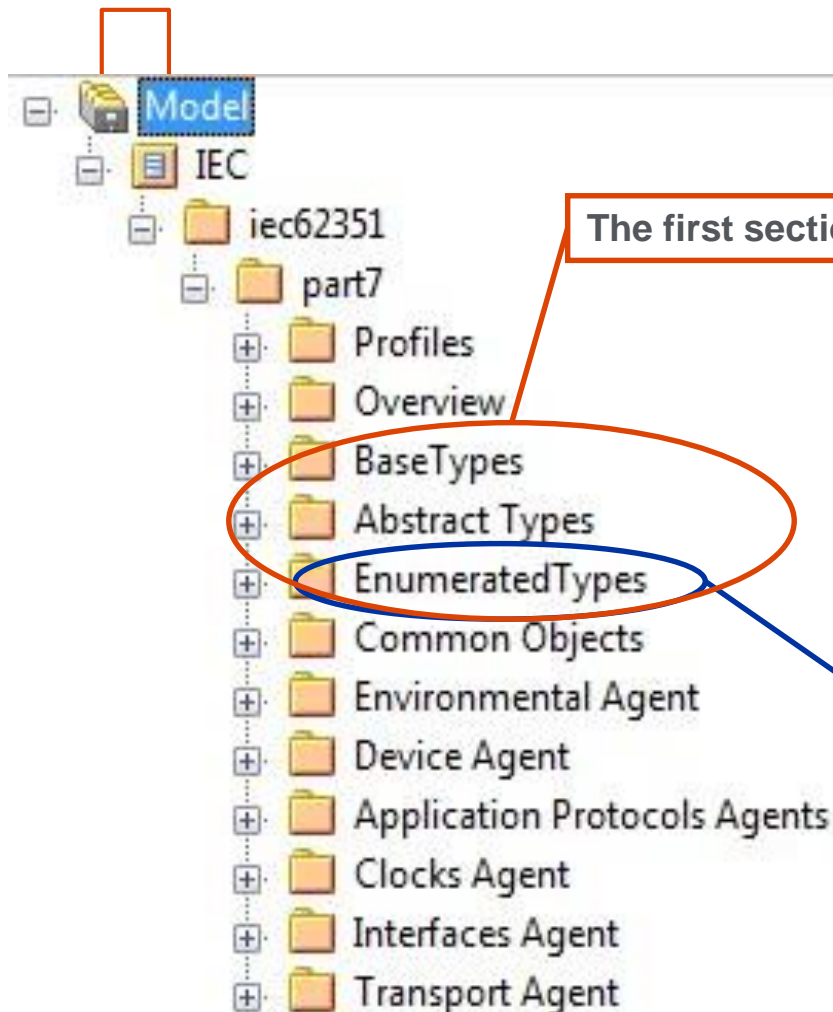 Model
IEC
iec62351
The first sectio
part7
Profiles
Overview
BaseTypes
Abstract Types
EnumeratedTypes
Common Objects
Environmental Agent
Device Agent
Application Protocols Agents
Clocks Agent
Interfaces Agent
Transport Agent